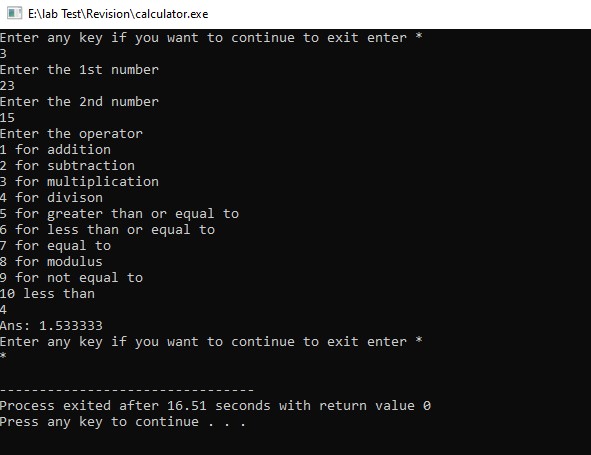 E:\lab Test\Revision\calculator.exe
Enter any key if you want to continue to exit enter *
3
Enter the 1st number
23
Enter the 2nd number
15
Enter the operator
1 for addition
2 for subtraction
3 for multiplication
4 for divison
5 for greater than or equal to
6 for less than or equal to
7 for equal to
8 for modulus
9 for not equal to
10 less than
4
Ans: 1.533333
Enter any key if you want to continue to exit enter *
*
--------------------------------
Process exited after 16.51 seconds with return value 0
Press any key to continue . . .